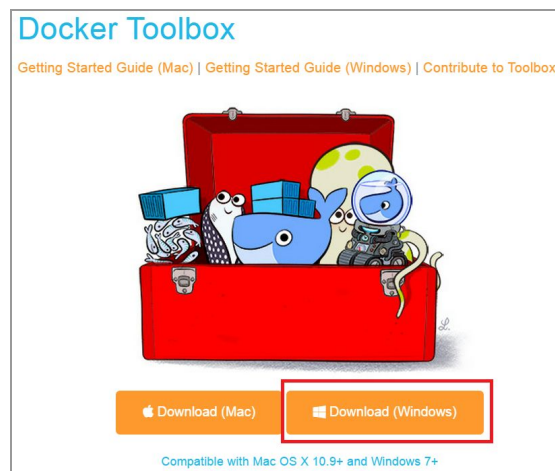 Docker Toolbox
Getting Started Guide (Mac) | Getting Started Guide (Windows) | Contribute to Toolbox
L.
Download (Mac)
Download (Windows)
Compatible with Mac OS X 10.9+ and Windows 7+